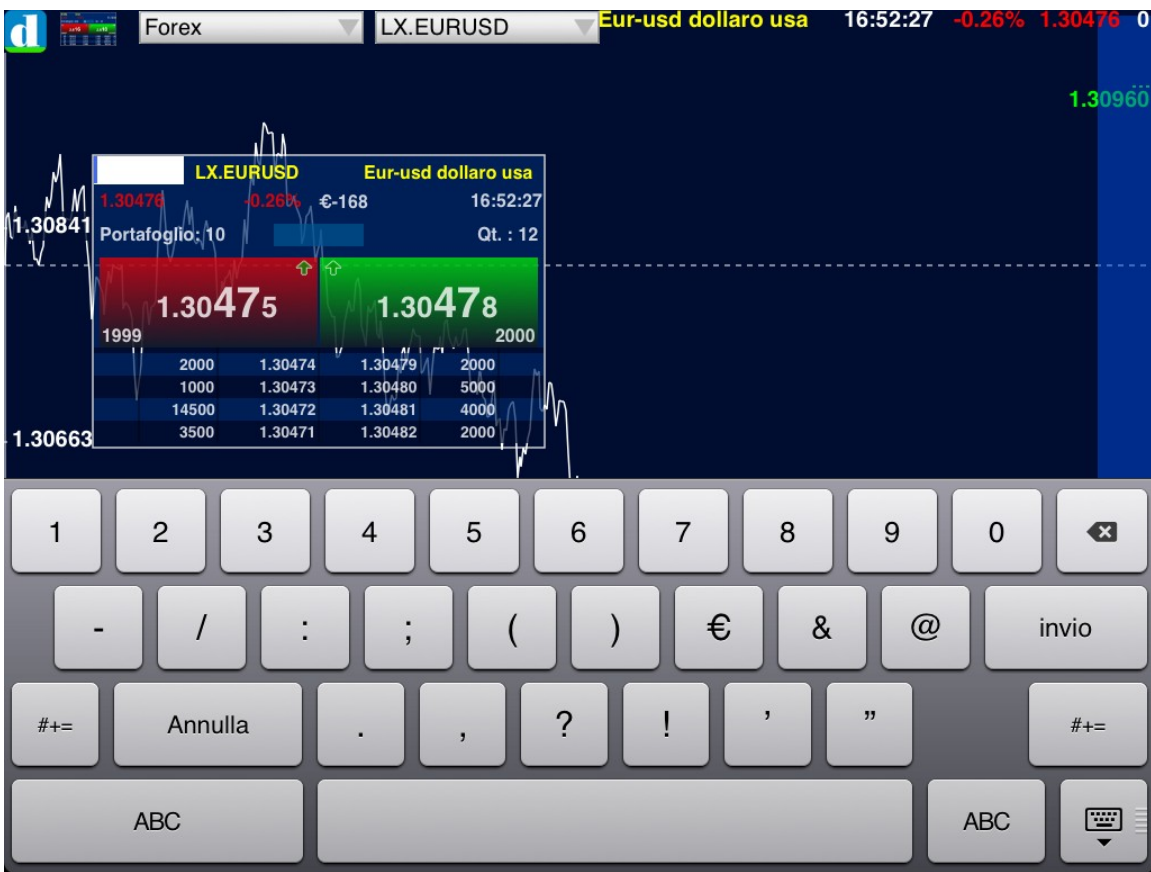 d Forex LX.EURUSD Eur-usd dollaro usa 16:52:27 -0.26% 1.30476 0
1.30960
LX.EURUSD Eur-usd dollaro usa
1.30476 -0.26% €-168 16:52:27
1.30841
Portafoglio: 10 Qt. : 12
1.30475 1.30478
1999 2000
2000 1.30474 1.30479 2000
1000 1.30473 1.30480 5000
14500 1.30472 1.30481 4000
3500 1.30471 1.30482 2000
1.30663
1 2 3 4 5 6 7 8 9 0
- / : ; ( ) € & @ invio
#+= Annulla . , ? ! ’ ” #+=
ABC ABC